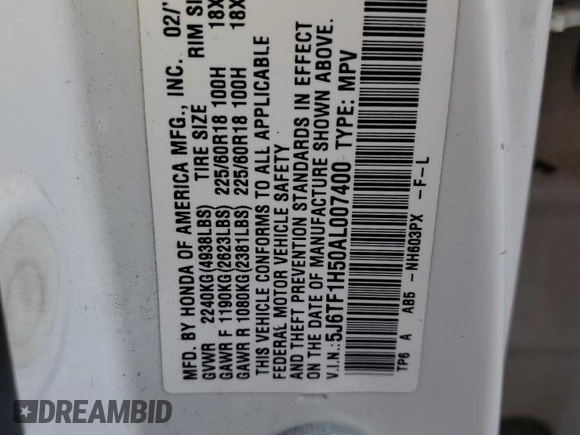 MFD. BY HONDA OF AMERICA MFG., INC. 02/
TIRE SIZE RIM SI
GVWR 2240KG(4938LBS)
GAWR F 1190KG(2623LBS) 225/60R18 100H 18X
GAWR R 1080KG(2381LBS) 225/60R18 100H 18X
THIS VEHICLE CONFORMS TO ALL APPLICABLE
FEDERAL MOTOR VEHICLE SAFETY
AND THEFT PREVENTION STANDARDS IN EFFECT
ON THE DATE OF MANUFACTURE SHOWN ABOVE.
V.I.N.:5J6TF1H50AL007400 TYPE: MPV
TP6 A AB5 -NH603PX -F-L
DREAMBID